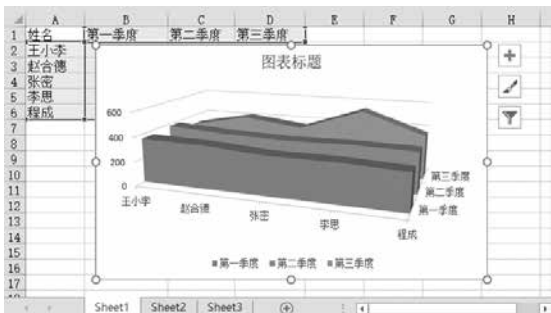 A B C D E F G H
1 姓名 第一季度 第二季度 第三季度
2 王小李
3 赵合德
4 张密
5 李思
6 程成
7
8
9
10
11
12
13
14
15
16
17
图表标题
600
400
200
0
王小李 赵合德 张密 李思 程成
第三季度
第二季度
第一季度
■第一季度 ■第二季度 ■第三季度
Sheet1 Sheet2 Sheet3